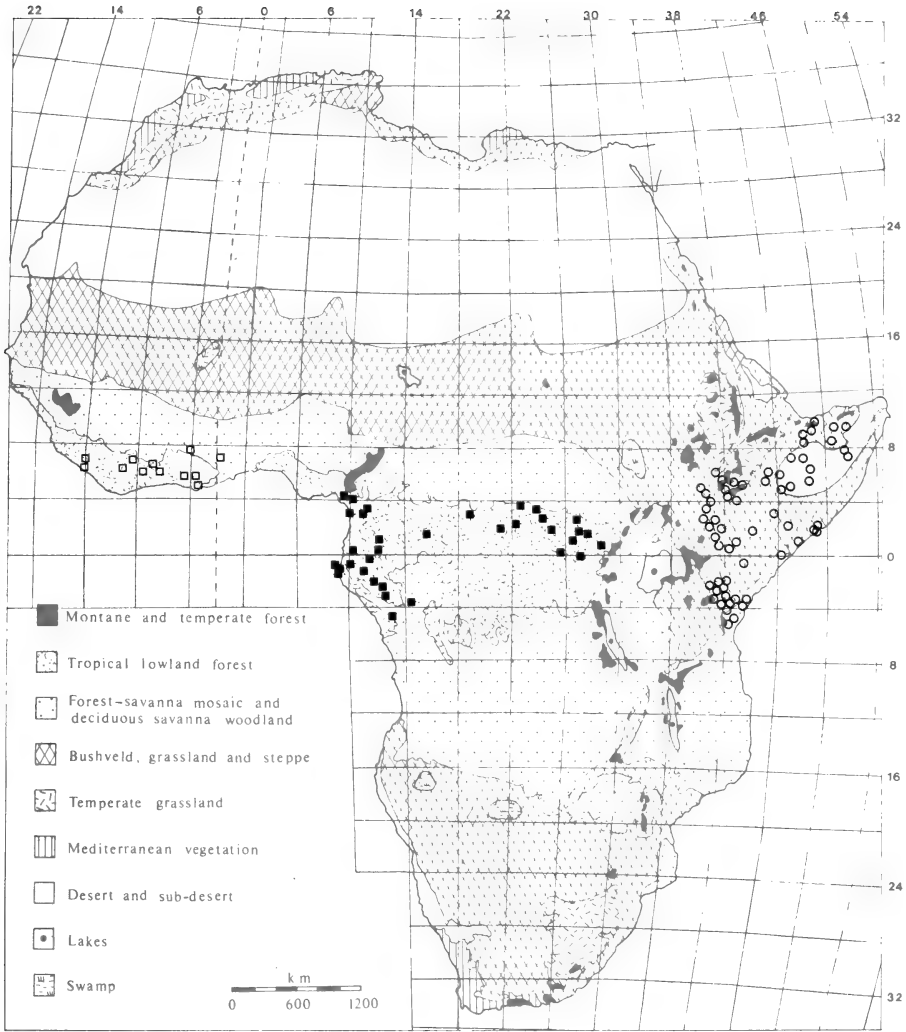 22 14 6 0 6 22 30 38 46 54
32
24
16
8
0
8
16
24
32
Montane and temperate forest
Tropical lowland forest
Forest-savanna mosaic and
deciduous savanna woodland
Bushveld, grassland and steppe
Temperate grassland
Mediterranean vegetation
Desert and sub-desert
Lakes
Swamp
km
0 600 1200